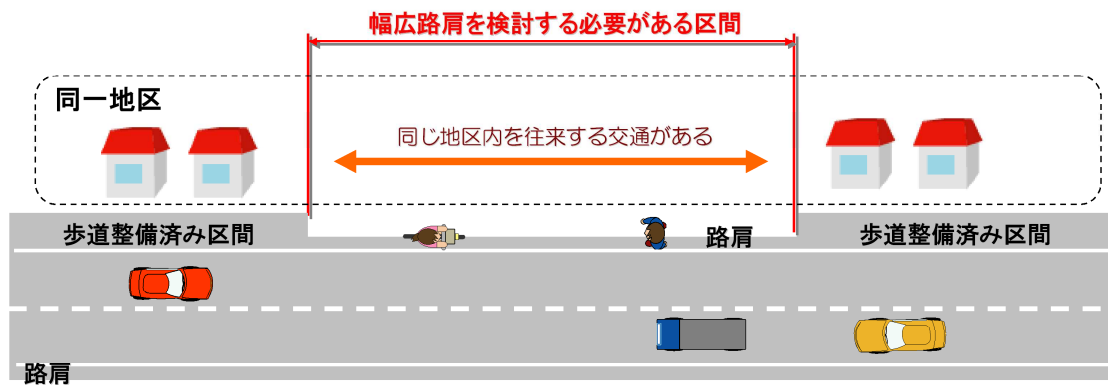 幅広路肩を検討する必要がある区間
同一地区
同じ地区内を往来する交通がある
歩道整備済み区間
路肩
歩道整備済み区間
路肩